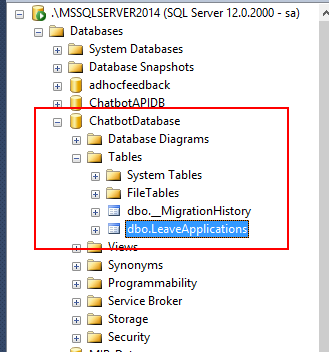 .\MSSQLSERVER2014 (SQL Server 12.0.2000 - sa)
Databases
System Databases
Database Snapshots
adhocfeedback
ChatbotAPIDB
ChatbotDatabase
Database Diagrams
Tables
System Tables
FileTables
dbo.__MigrationHistory
dbo.LeaveApplications
Views
Synonyms
Programmability
Service Broker
Storage
Security